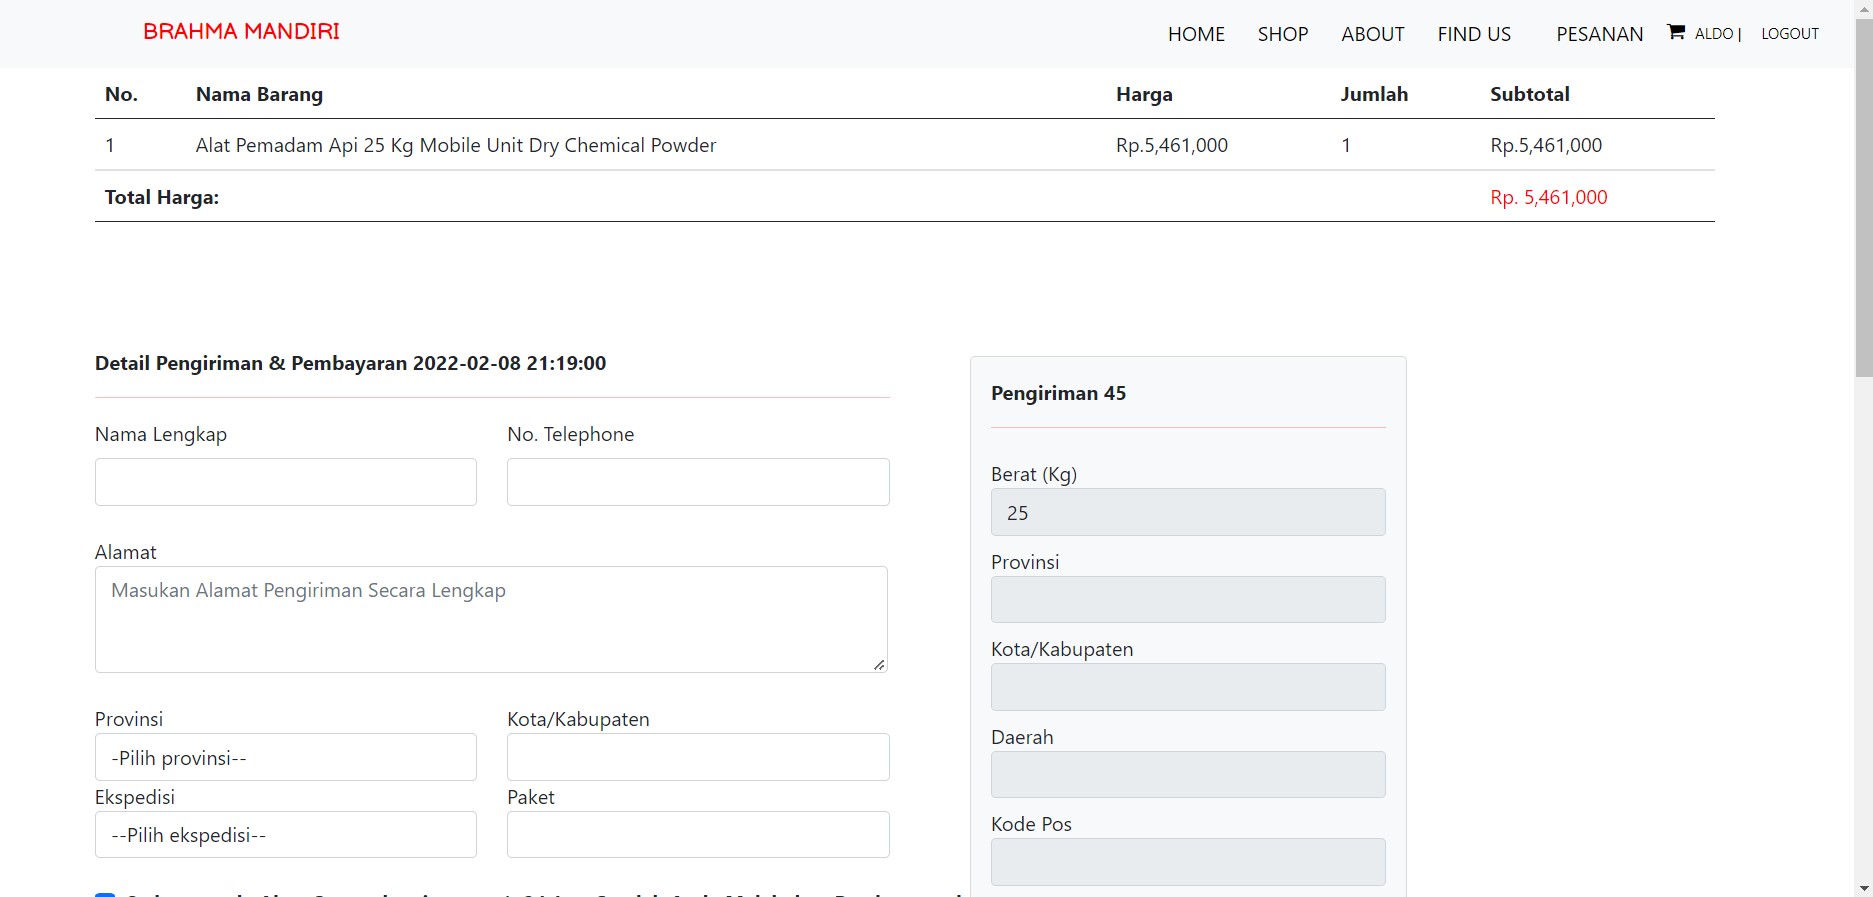 BRAHMA MANDIRI
HOME SHOP ABOUT FIND US PESANAN ALDO | LOGOUT
No. Nama Barang Harga Jumlah Subtotal
1 Alat Pemadam Api 25 Kg Mobile Unit Dry Chemical Powder Rp.5,461,000 1 Rp.5,461,000
Total Harga: Rp. 5,461,000
Detail Pengiriman & Pembayaran 2022-02-08 21:19:00
Nama Lengkap No. Telephone
Alamat
Masukan Alamat Pengiriman Secara Lengkap
Provinsi Kota/Kabupaten
-Pilih provinsi--
Ekspedisi Paket
--Pilih ekspedisi--
Pengiriman 45
Berat (Kg)
25
Provinsi
Kota/Kabupaten
Daerah
Kode Pos